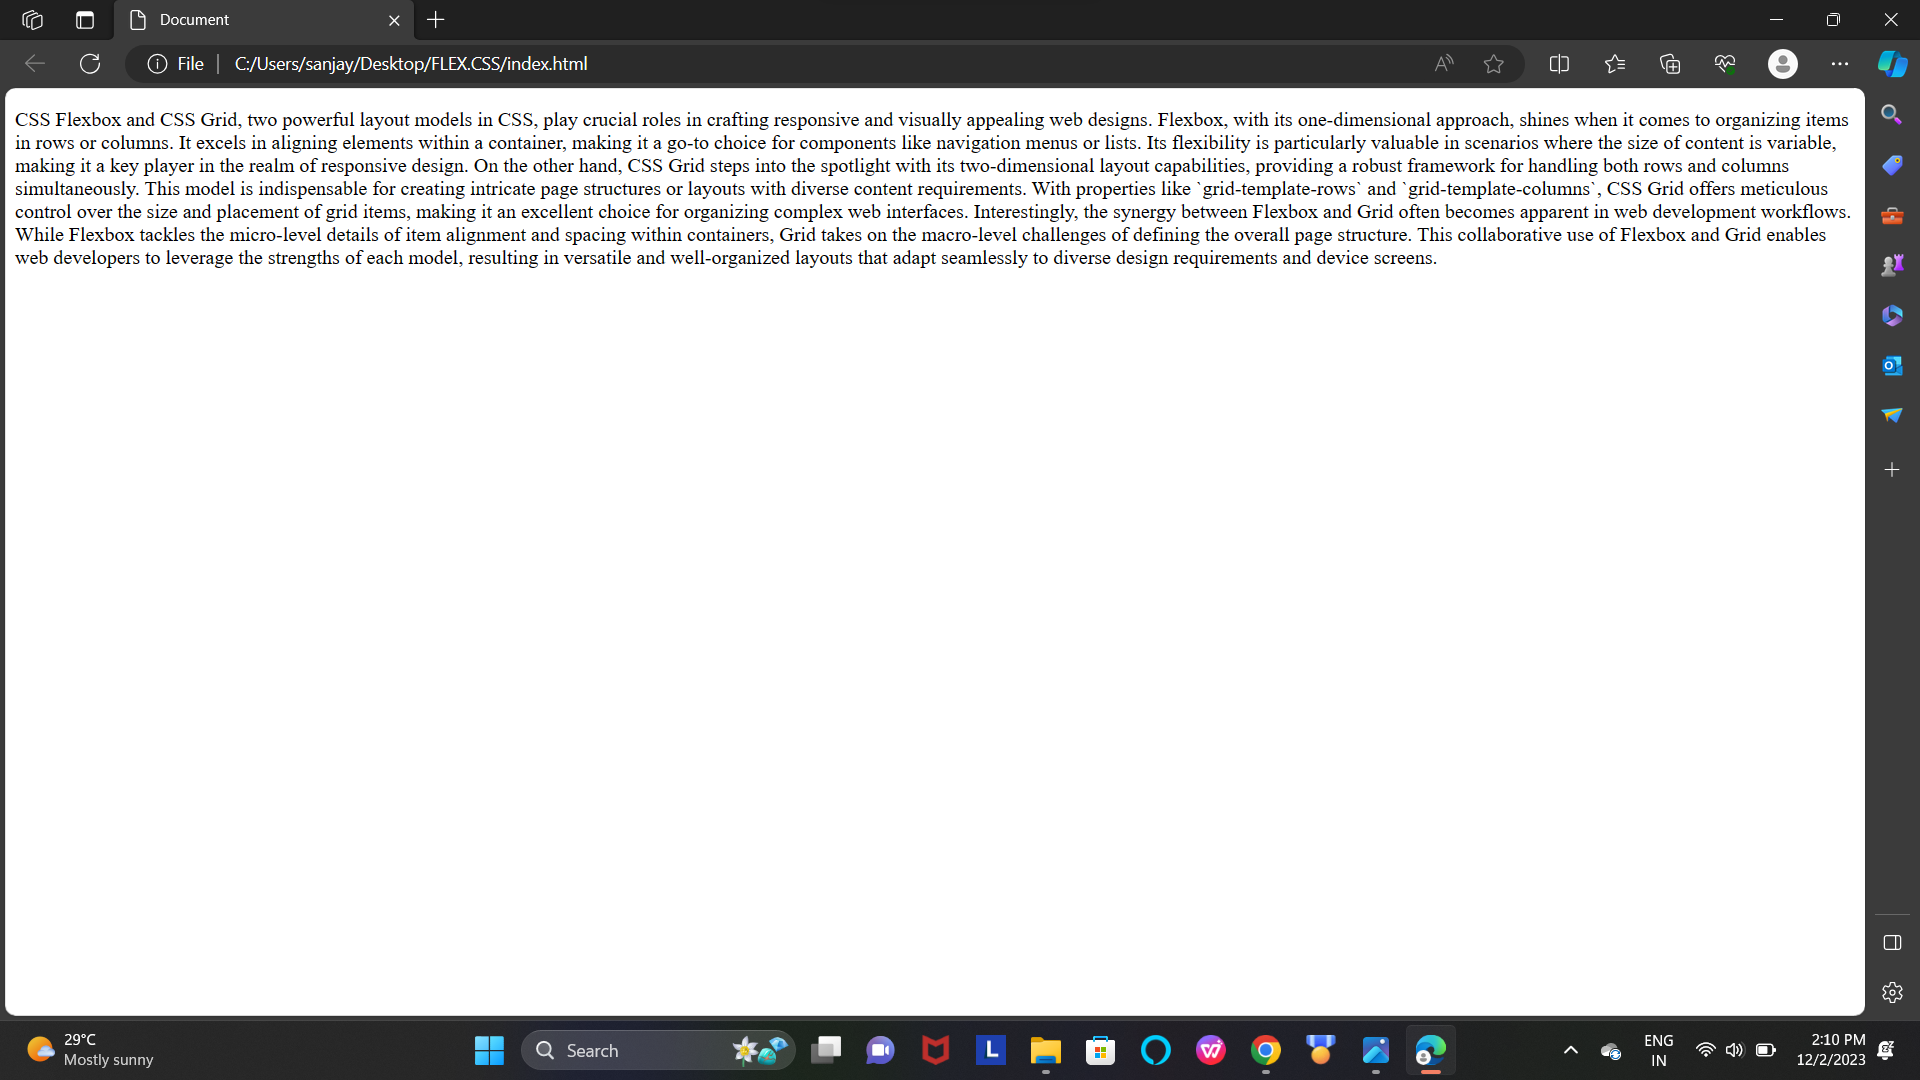 Document
File
C:/Users/sanjay/Desktop/FLEX.CSS/index.html
CSS Flexbox and CSS Grid, two powerful layout models in CSS, play crucial roles in crafting responsive and visually appealing web designs. Flexbox, with its one-dimensional approach, shines when it comes to organizing items
in rows or columns. It excels in aligning elements within a container, making it a go-to choice for components like navigation menus or lists. Its flexibility is particularly valuable in scenarios where the size of content is variable,
making it a key player in the realm of responsive design. On the other hand, CSS Grid steps into the spotlight with its two-dimensional layout capabilities, providing a robust framework for handling both rows and columns
simultaneously. This model is indispensable for creating intricate page structures or layouts with diverse content requirements. With properties like `grid-template-rows` and `grid-template-columns`, CSS Grid offers meticulous
control over the size and placement of grid items, making it an excellent choice for organizing complex web interfaces. Interestingly, the synergy between Flexbox and Grid often becomes apparent in web development workflows.
While Flexbox tackles the micro-level details of item alignment and spacing within containers, Grid takes on the macro-level challenges of defining the overall page structure. This collaborative use of Flexbox and Grid enables
web developers to leverage the strengths of each model, resulting in versatile and well-organized layouts that adapt seamlessly to diverse design requirements and device screens.
29°C
Mostly sunny
Search
L
ENG
IN
2:10 PM
12/2/2023